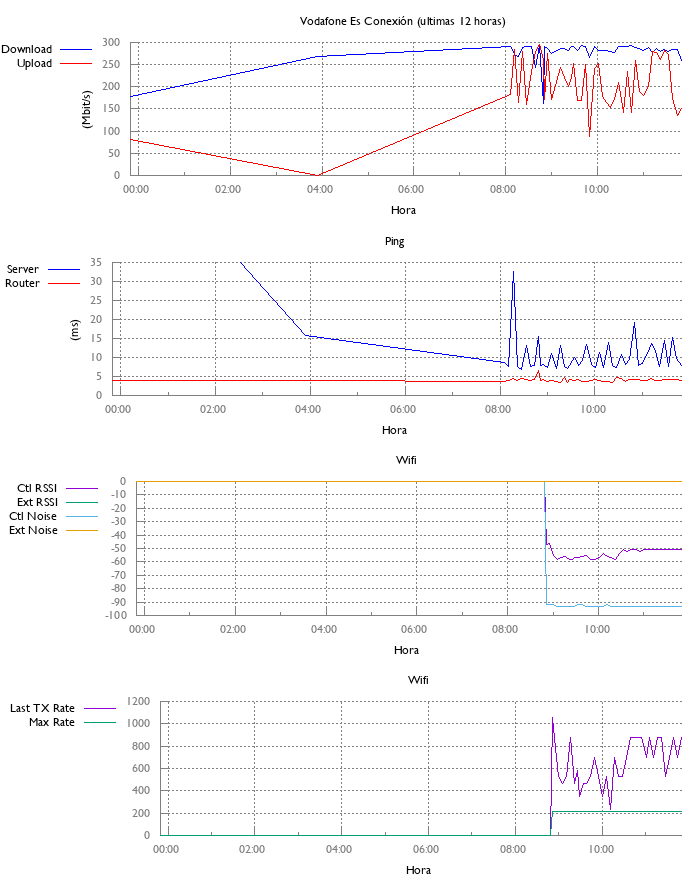 Vodafone Es Conexión (ultimas 12 horas)
Download
Upload
300
250
200
150
100
50
0
(Mbit/s)
00:00 02:00 04:00 06:00 08:00 10:00
Hora
Ping
Server
Router
35
30
25
20
15
10
5
0
(ms)
00:00 02:00 04:00 06:00 08:00 10:00
Hora
Wifi
Ctl RSSI
Ext RSSI
Ctl Noise
Ext Noise
0
-10
-20
-30
-40
-50
-60
-70
-80
-90
-100
00:00 02:00 04:00 06:00 08:00 10:00
Hora
Wifi
Last TX Rate
Max Rate
1200
1000
800
600
400
200
0
00:00 02:00 04:00 06:00 08:00 10:00
Hora